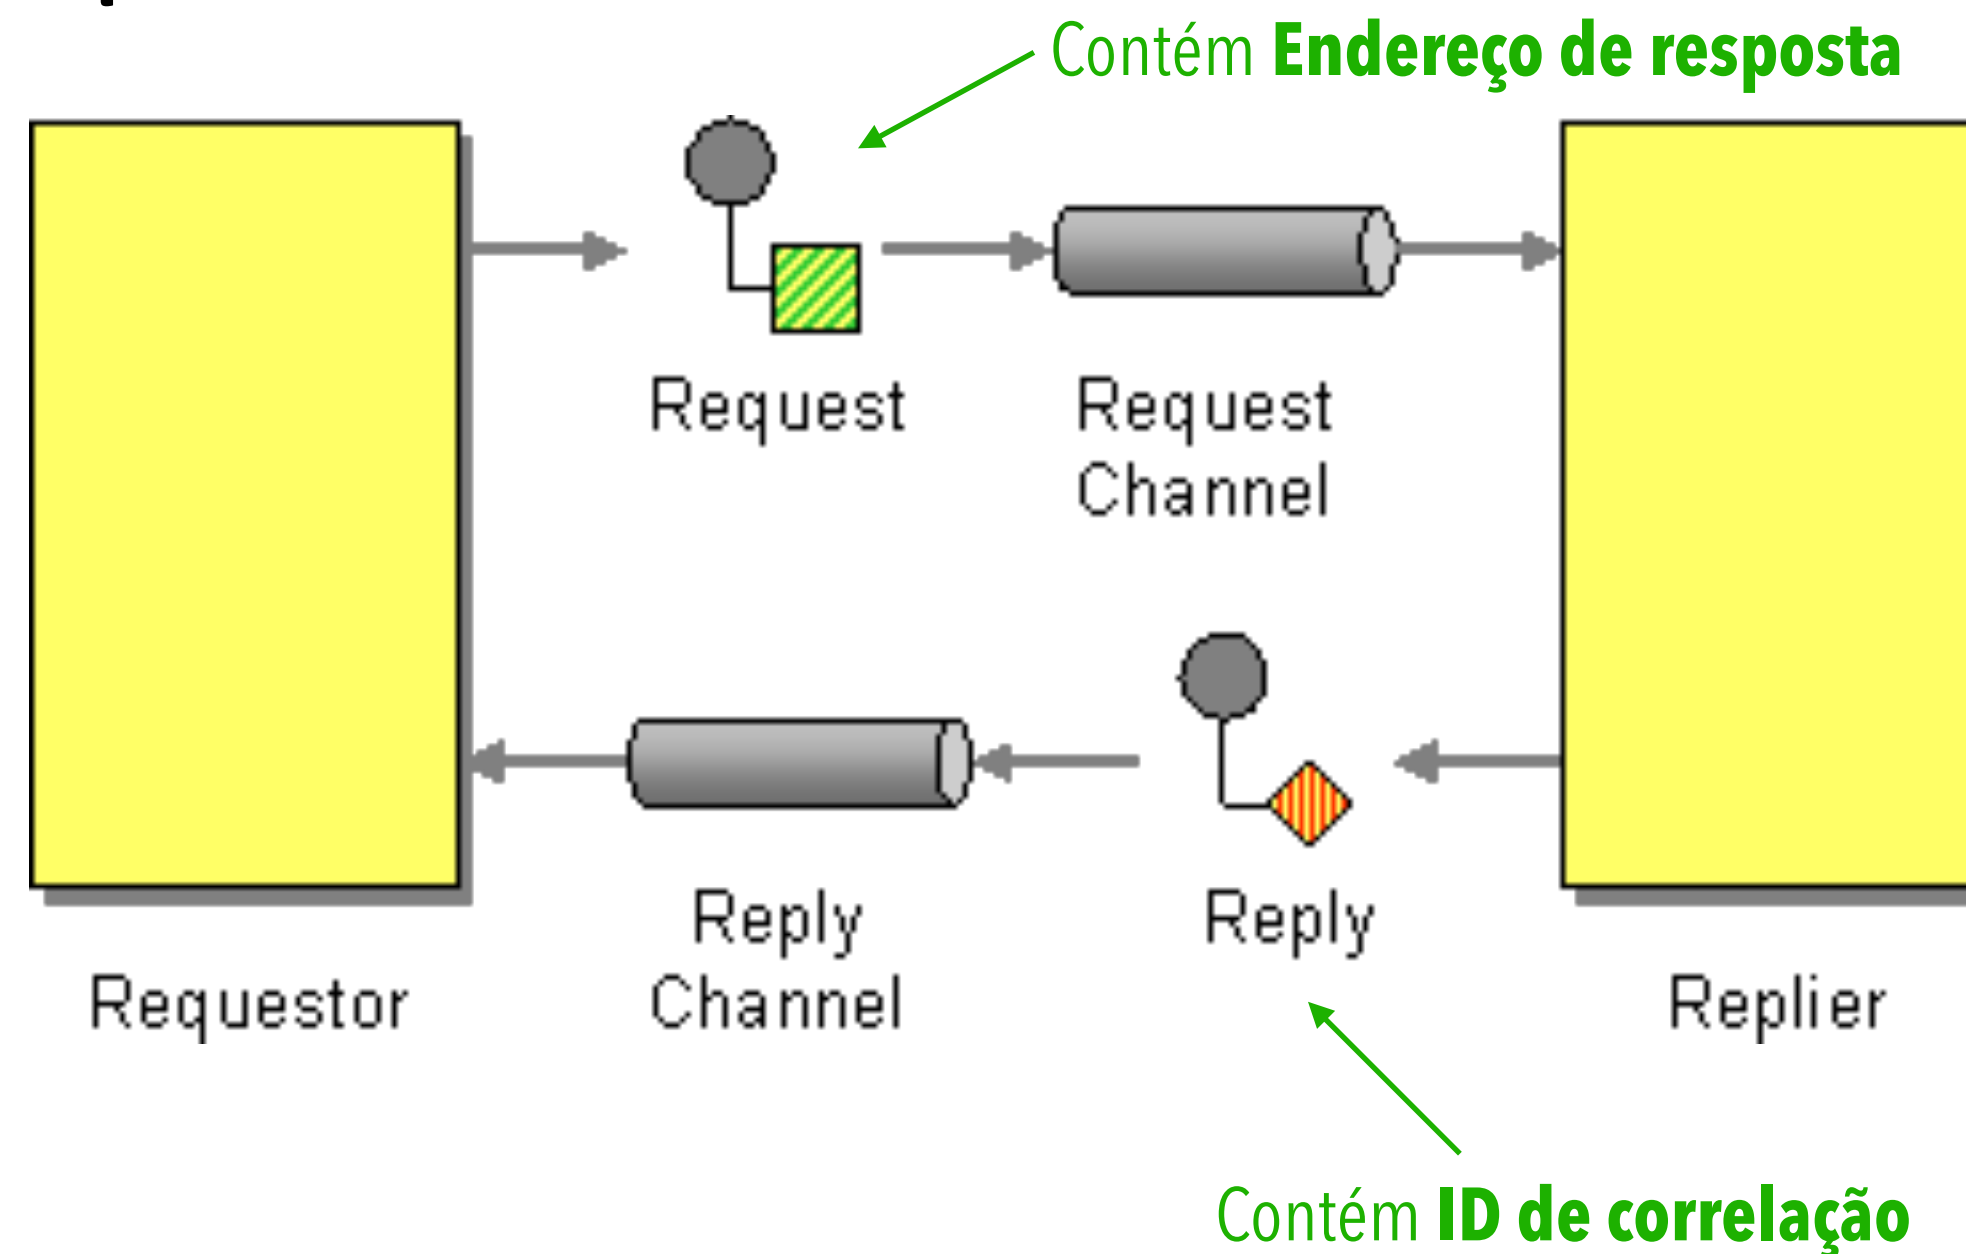 Contém Endereço de resposta
Request
Request
Channel
Reply
Channel
Reply
Requestor
Replier
Contém ID de correlação